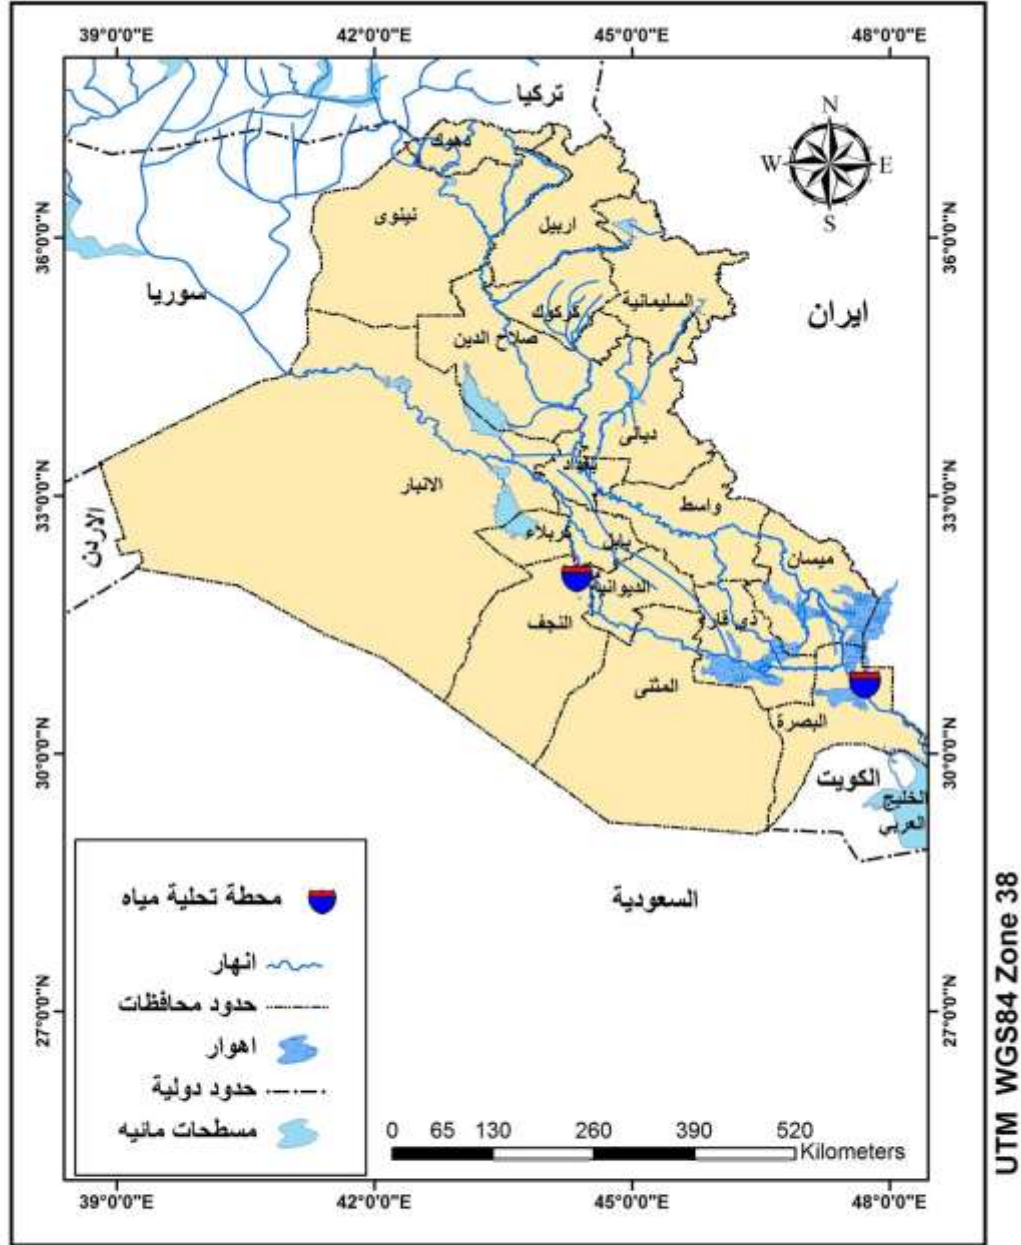 39°0'0"E 42°0'0"E 45°0'0"E 48°0'0"E
تركيا
N
W E
S
دهوك
نينوى
اربيل
36°0'0"N 36°0'0"N
سوريا
السليمانية
كركوك
ايران
صلاح الدين
ديالى
بغداد
الانبار
33°0'0"N 33°0'0"N
واسط
الاردن
كربلاء
بابل
ميسان
الديوانية
النجف
ذي قار
المثنى
البصرة
30°0'0"N 30°0'0"N
الكويت
الخليج
العربي
السعودية
محطة تحلية مياه
انهار
حدود محافظات
اهوار
حدود دولية
مسطحات مائيه
27°0'0"N 27°0'0"N
0 65 130 260 390 520
Kilometers
39°0'0"E 42°0'0"E 45°0'0"E 48°0'0"E
UTM WGS84 Zone 38